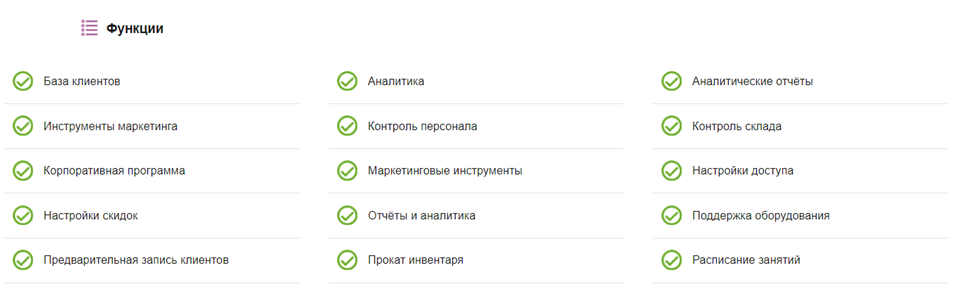 Функции
База клиентов
Аналитика
Аналитические отчёты
Инструменты маркетинга
Контроль персонала
Контроль склада
Корпоративная программа
Маркетинговые инструменты
Настройки доступа
Настройки скидок
Отчёты и аналитика
Поддержка оборудования
Предварительная запись клиентов
Прокат инвентаря
Расписание занятий